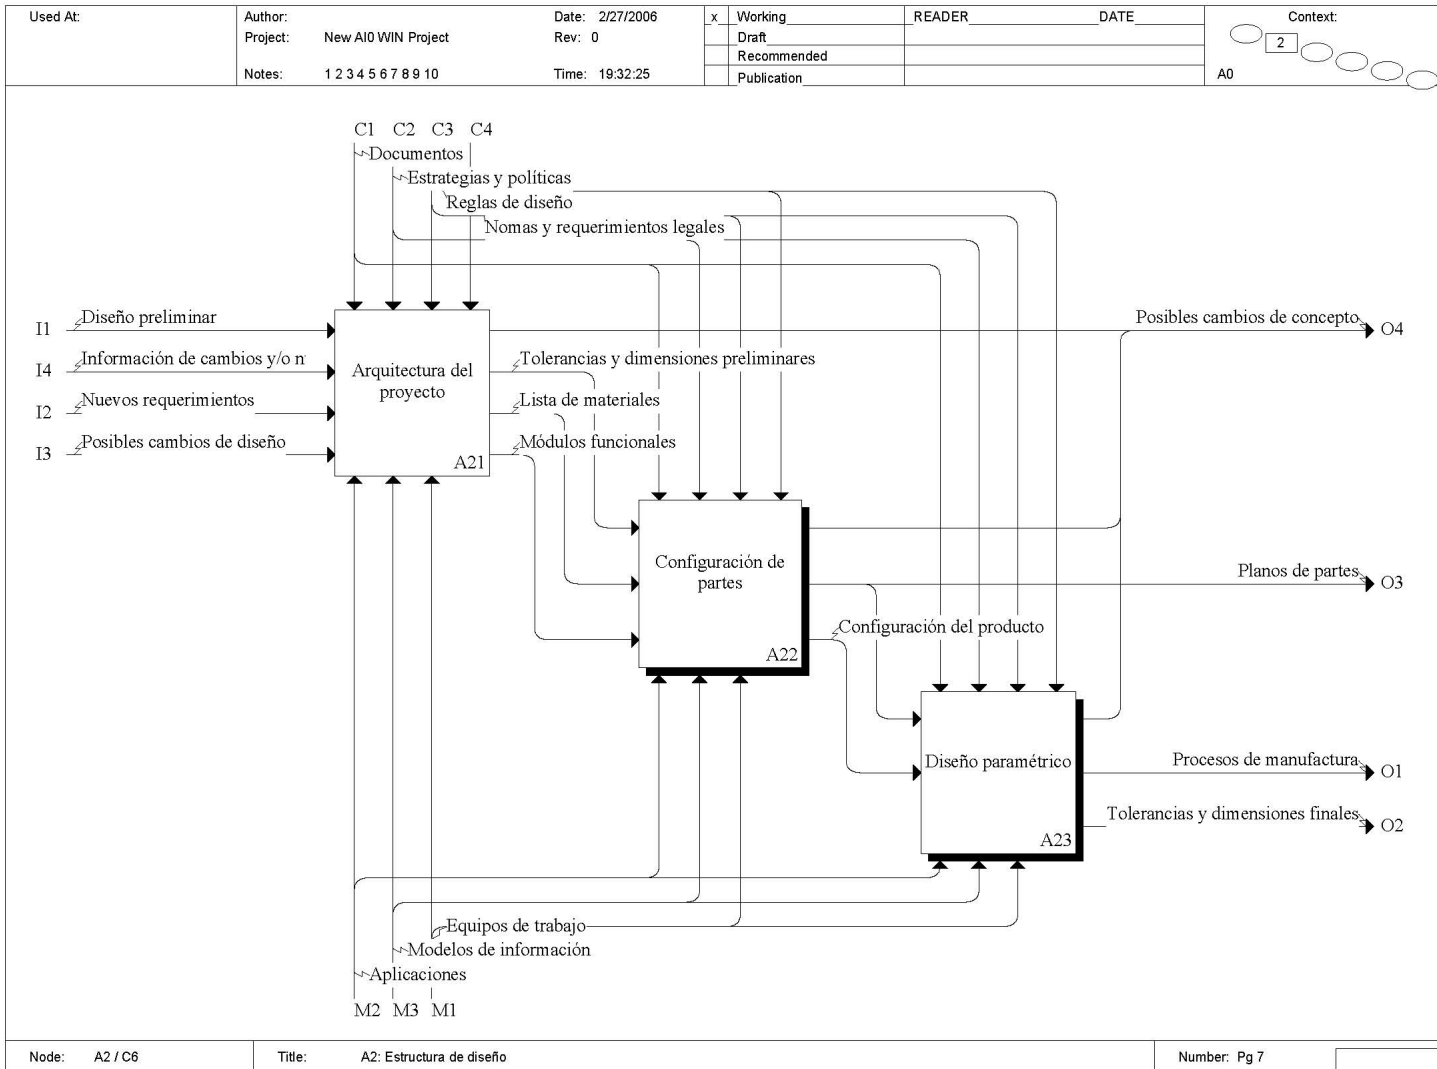 Used At:
Author:
Date: 2/27/2006
x
Working
READER
DATE
Context:
Project: New AI0 WIN Project
Rev: 0
Draft
2
Recommended
Notes: 1 2 3 4 5 6 7 8 9 10
Time: 19:32:25
Publication
A0
C1 C2 C3 C4
Documentos
Estrategias y políticas
Reglas de diseño
Nomas y requerimientos legales
I1 Diseño preliminar
Posibles cambios de concepto O4
I4 Información de cambios y/o n
Tolerancias y dimensiones preliminares
Arquitectura del
proyecto
I2 Nuevos requerimientos
Lista de materiales
I3 Posibles cambios de diseño
Módulos funcionales
A21
Configuración de
partes
Planos de partes O3
Configuración del producto
A22
Diseño paramétrico
Procesos de manufactura O1
Tolerancias y dimensiones finales O2
A23
Equipos de trabajo
Modelos de información
Aplicaciones
M2 M3 M1
Node: A2 / C6
Title: A2: Estructura de diseño
Number: Pg 7